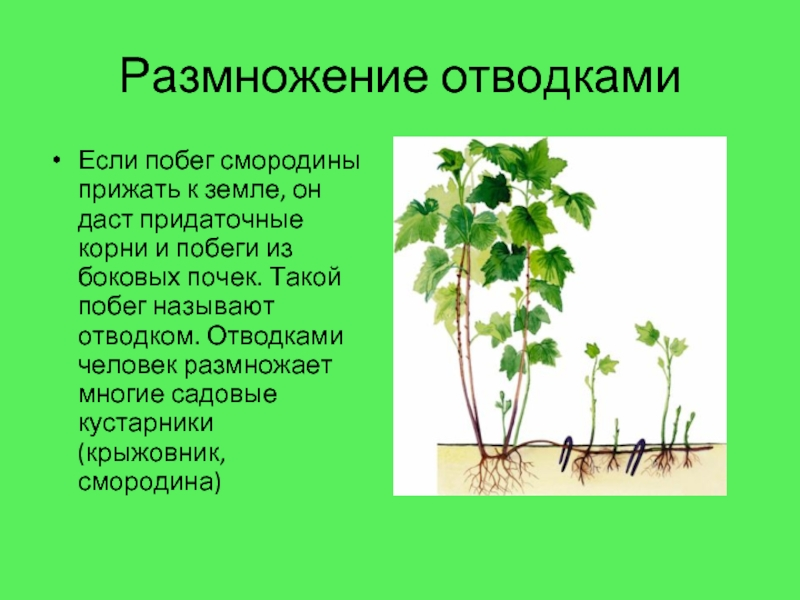 Размножение отводками
• Если побег смородины
прижать к земле, он
даст придаточные
корни и побеги из
боковых почек. Такой
побег называют
отводком. Отводками
человек размножает
многие садовые
кустарники
(крыжовник,
смородина)